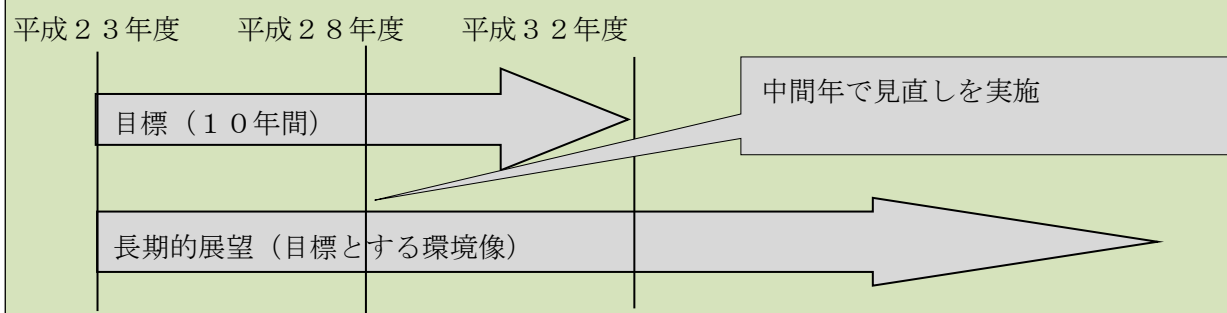 平成２３年度　　平成２８年度　　平成３２年度
中間年で見直しを実施
目標（１０年間）
長期的展望（目標とする環境像）